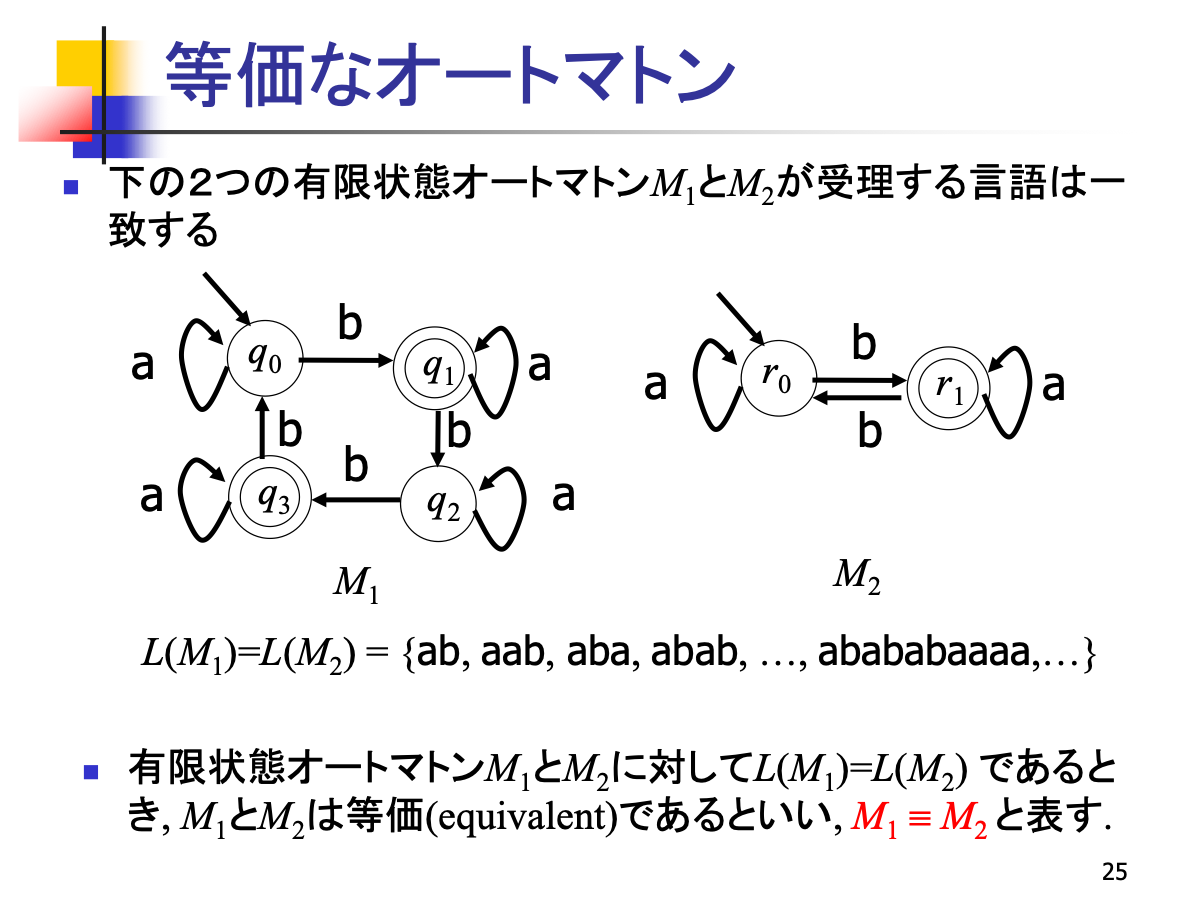 等価なオートマトン
下の2つの有限状態オートマトンM1とM2が受理する言語は一
致する
b
a
q0
q1
a
b
b
b
a
q3
q2
a
M1
b
a
r0
r1
a
b
M2
L(M1)=L(M2) = {ab, aab, aba, abab, …, abababaaaa,…}
有限状態オートマトンM1とM2に対してL(M1)=L(M2) であると
き, M1とM2は等価(equivalent)であるといい, M1 ≡ M2 と表す.
25